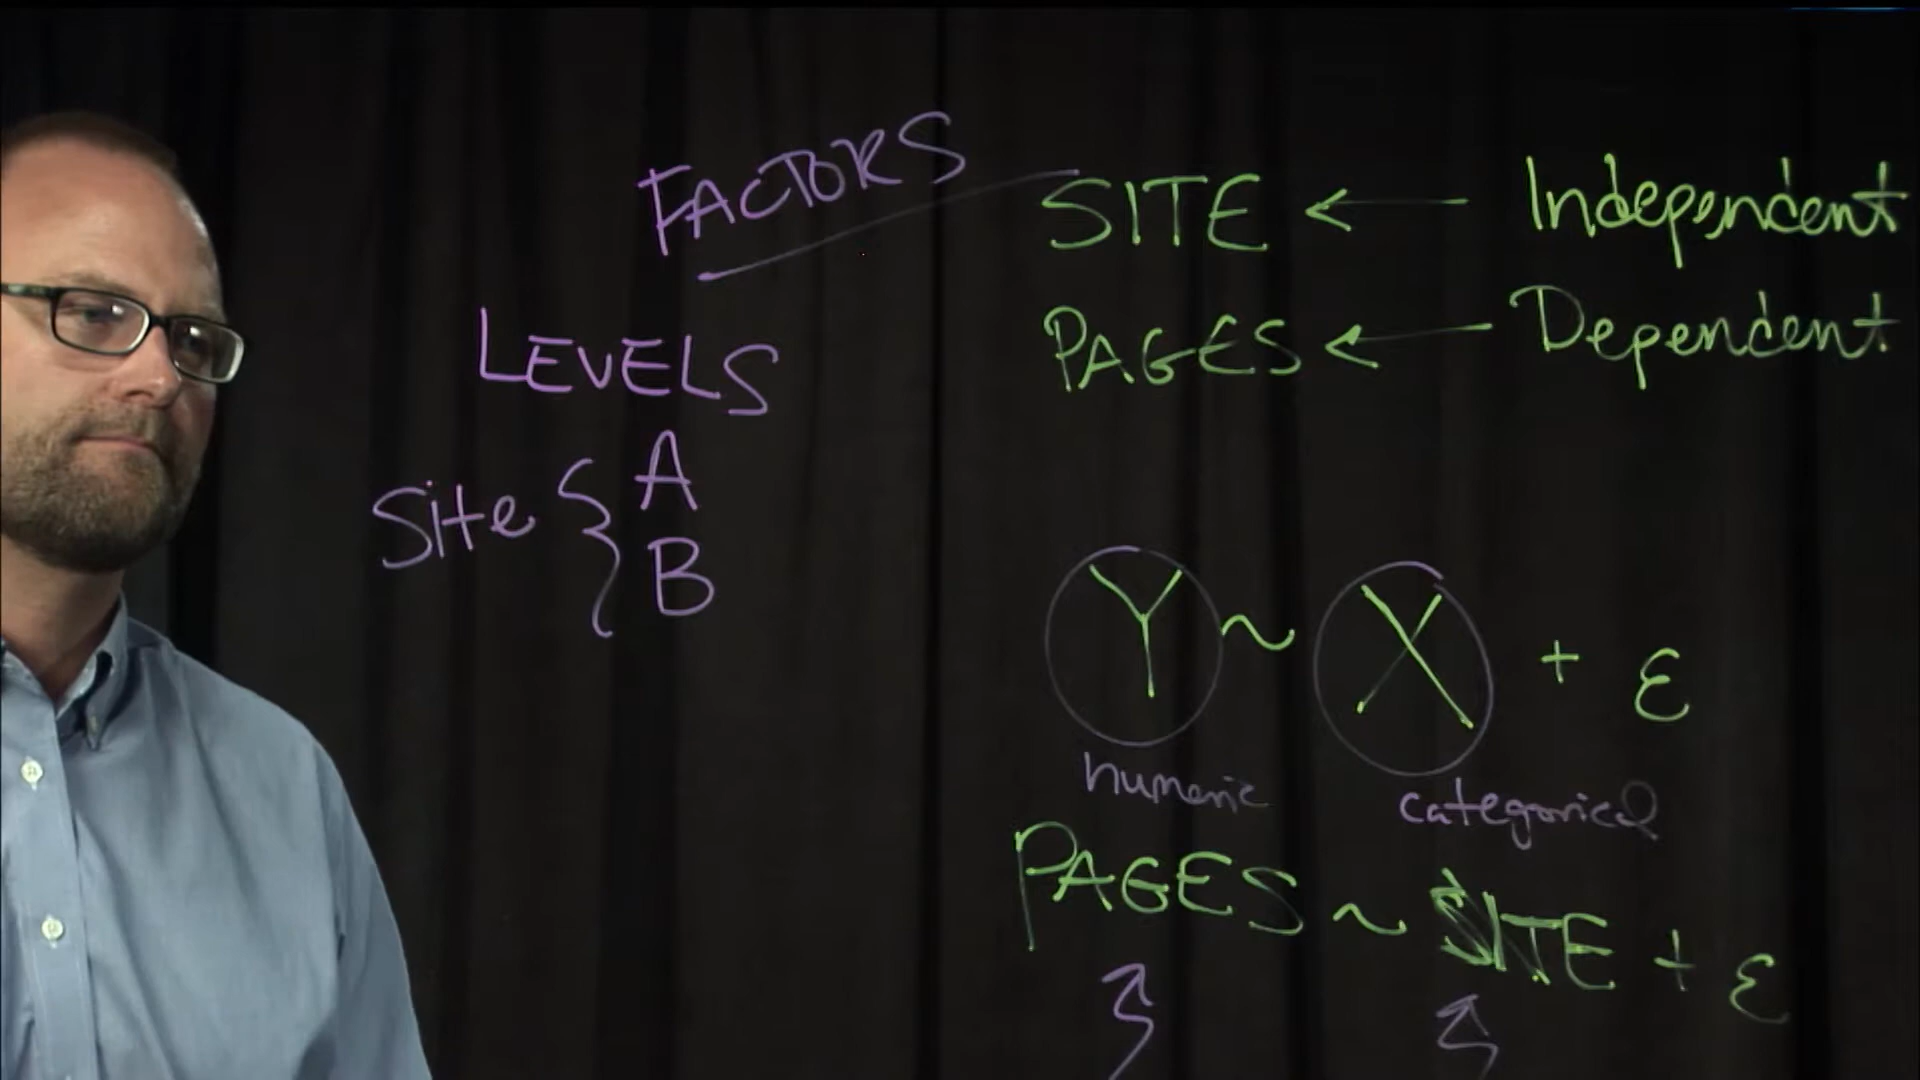 FACTORS
SITE ← Independent
PAGES ← Dependent
LEVELS
Site { A
B
Y ~ X + ε
numeric
categorical
PAGES ~ SITE + ε